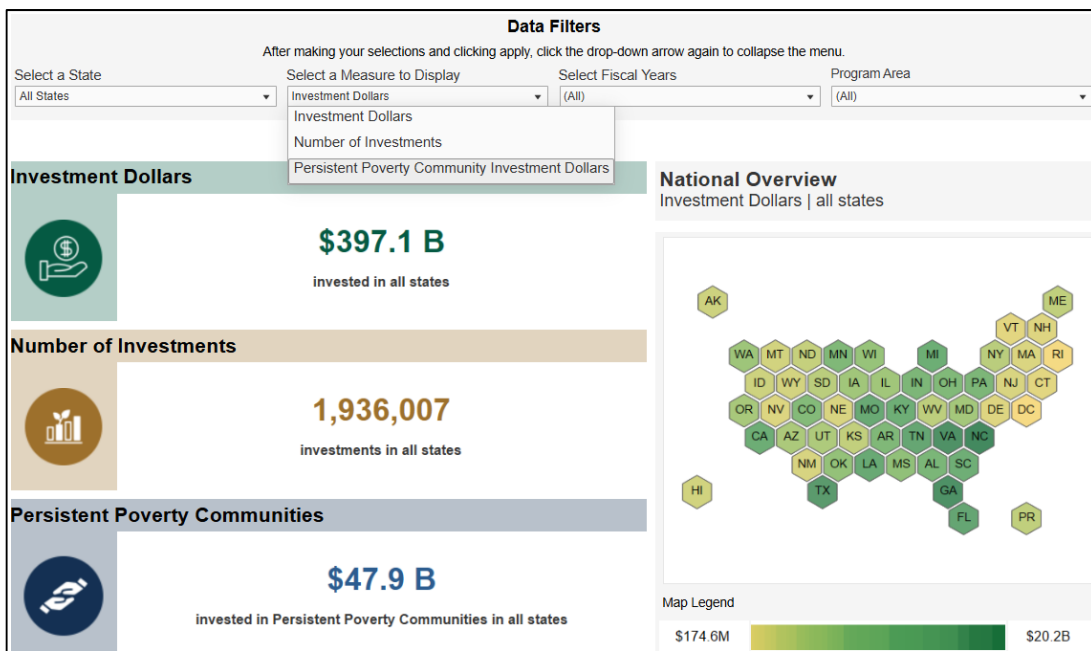 Data Filters
After making your selections and clicking apply, click the drop-down arrow again to collapse the menu.
Select a State Select a Measure to Display Select Fiscal Years Program Area
All States Investment Dollars (All) (All)
Investment Dollars
Number of Investments
Persistent Poverty Community Investment Dollars
Investment Dollars
$397.1 B
invested in all states
Number of Investments
1,936,007
investments in all states
Persistent Poverty Communities
$47.9 B
invested in Persistent Poverty Communities in all states
National Overview
Investment Dollars | all states
AK ME
VT NH
WA MT ND MN WI MI NY MA RI
ID WY SD IA IL IN OH PA NJ CT
OR NV CO NE MO KY WV MD DE DC
CA AZ UT KS AR TN VA NC
NM OK LA MS AL SC
HI TX GA
FL PR
Map Legend
$174.6M $20.2B